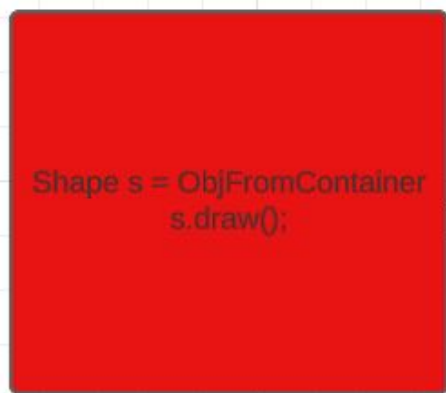 Shape s = ObjFromContainer
s.draw();